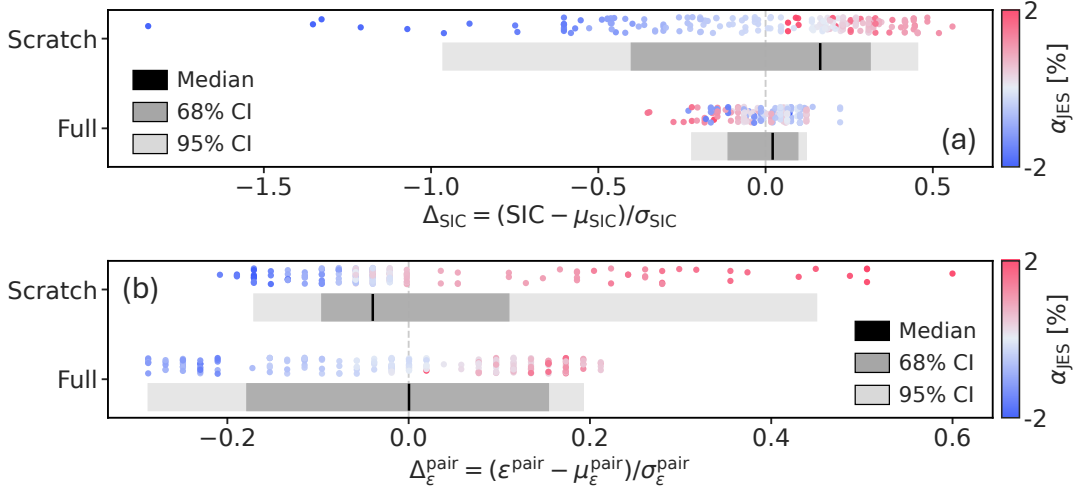 Scratch
Full
Median
68% CI
95% CI
(a)
2
-2
α_JES [%]
−1.5 −1.0 −0.5 0.0 0.5
Δ_SIC = (SIC − μ_SIC)/σ_SIC
(b)
Scratch
Full
Median
68% CI
95% CI
2
-2
α_JES [%]
−0.2 0.0 0.2 0.4 0.6
Δ_ε^pair = (ε^pair − μ_ε^pair)/σ_ε^pair